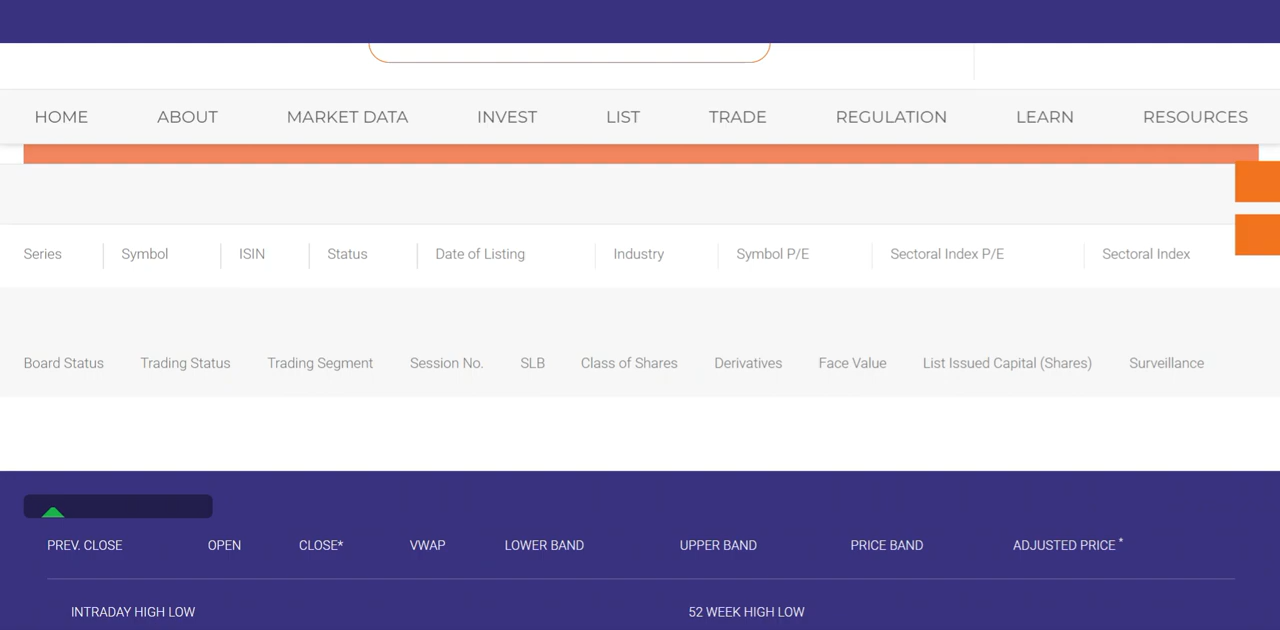 HOME ABOUT MARKET DATA INVEST LIST TRADE REGULATION LEARN RESOURCES
Series Symbol ISIN Status Date of Listing Industry Symbol P/E Sectoral Index P/E Sectoral Index
Board Status Trading Status Trading Segment Session No. SLB Class of Shares Derivatives Face Value List Issued Capital (Shares) Surveillance
PREV. CLOSE OPEN CLOSE* VWAP LOWER BAND UPPER BAND PRICE BAND ADJUSTED PRICE *
INTRADAY HIGH LOW 52 WEEK HIGH LOW